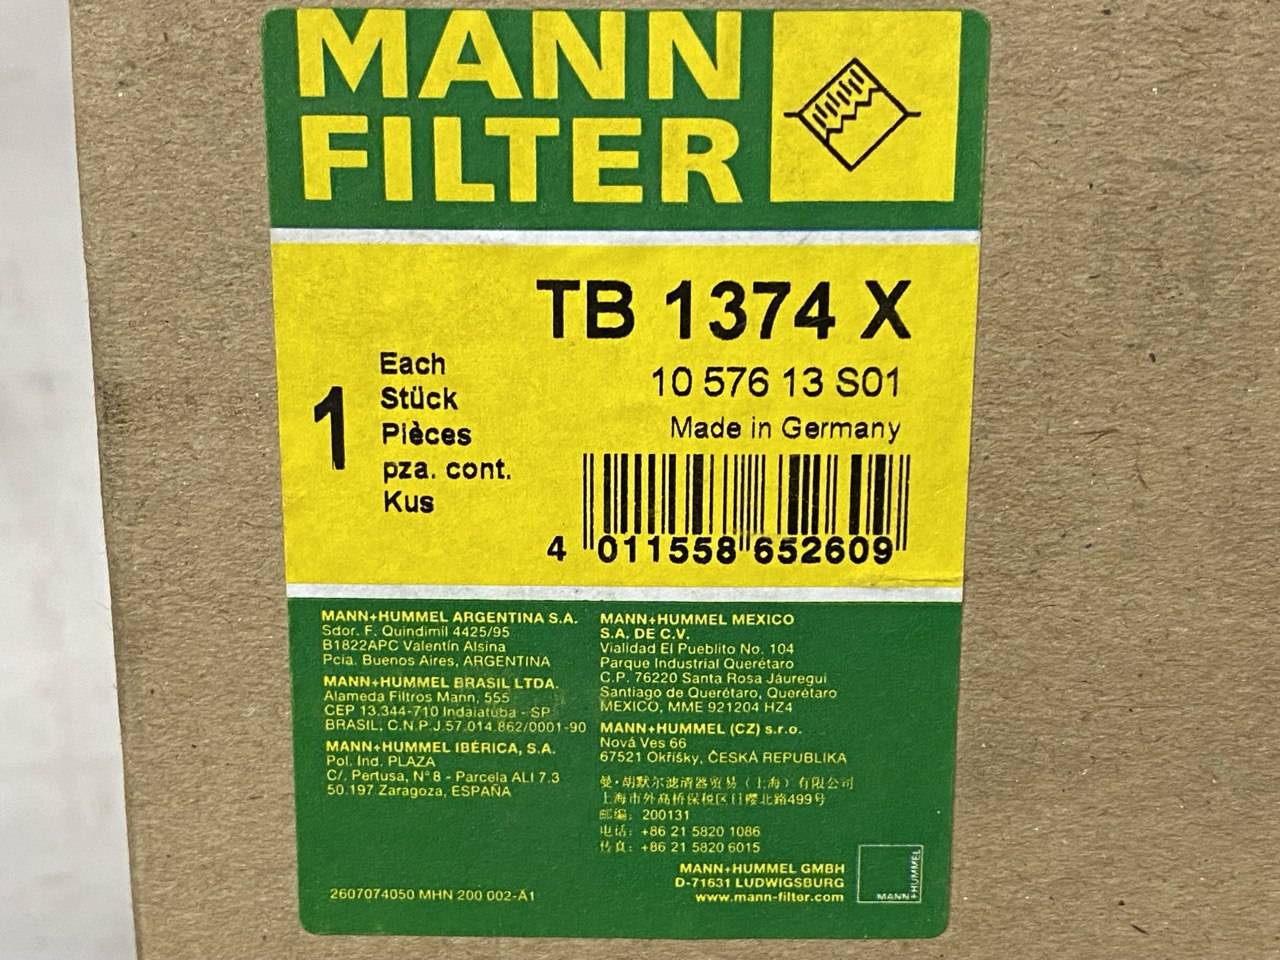 MANN
FILTER
TB 1374 X
10 576 13 S01
Made in Germany
1
Each
Stück
Pièces
pza. cont.
Kus
4 011558 652609
MANN+HUMMEL ARGENTINA S.A.
Sdor. F. Quindimil 4425/95
B1822APC Valentín Alsina
Pcia. Buenos Aires, ARGENTINA
MANN+HUMMEL BRASIL LTDA.
Alameda Filtros Mann, 555
CEP 13.344-710 Indaiatuba - SP
BRASIL, C.N.P.J.57.014.862/0001-90
MANN+HUMMEL IBÉRICA, S.A.
Pol. Ind. PLAZA
C/. Pertusa, N° 8 - Parcela ALI 7.3
50.197 Zaragoza, ESPAÑA
2607074050 MHN 200 002-A1
MANN+HUMMEL MEXICO
S.A. DE C.V.
Vialidad El Pueblito No. 104
Parque Industrial Querétaro
C.P. 76220 Santa Rosa Jáuregui
Santiago de Querétaro, Querétaro
MEXICO, MME 921204 HZ4
MANN+HUMMEL (CZ) s.r.o.
Nová Ves 66
67521 Okříšky, ČESKÁ REPUBLIKA
曼·胡默尔滤清器贸易（上海）有限公司
上海市外高桥保税区日樱北路499号
邮编: 200131
电话: +86 21 5820 1086
传真: +86 21 5820 6015
MANN+HUMMEL GMBH
D-71631 LUDWIGSBURG
www.mann-filter.com
MANN+HUMMEL